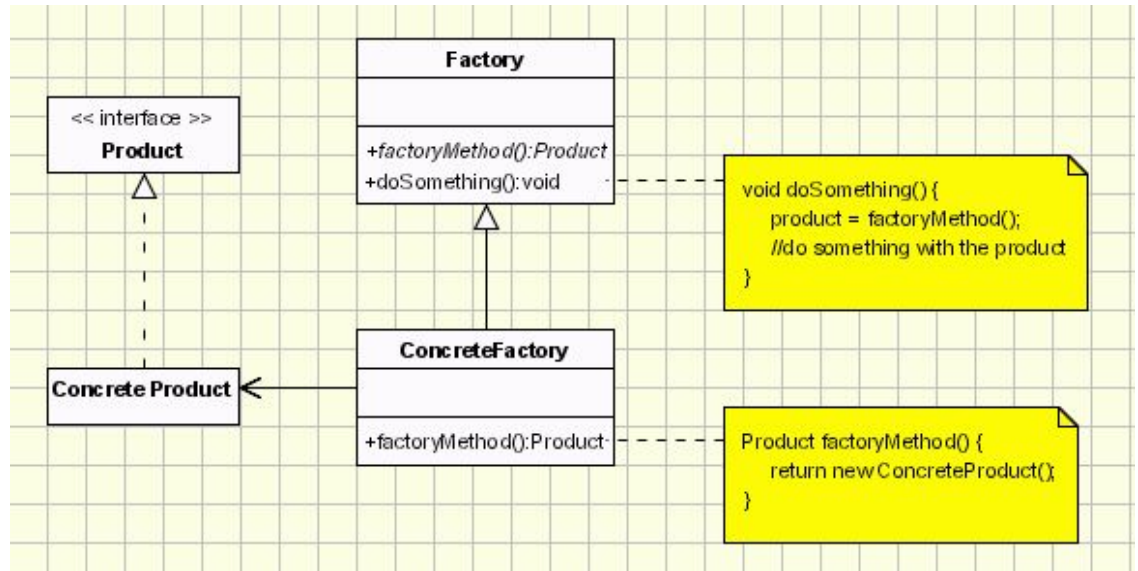 Factory
+factoryMethod():Product
+doSomething():void
<< interface >>
Product
void doSomething() {
product = factoryMethod();
//do something with the product
}
ConcreteFactory
+factoryMethod():Product
Concrete Product
Product factoryMethod() {
return new ConcreteProduct();
}